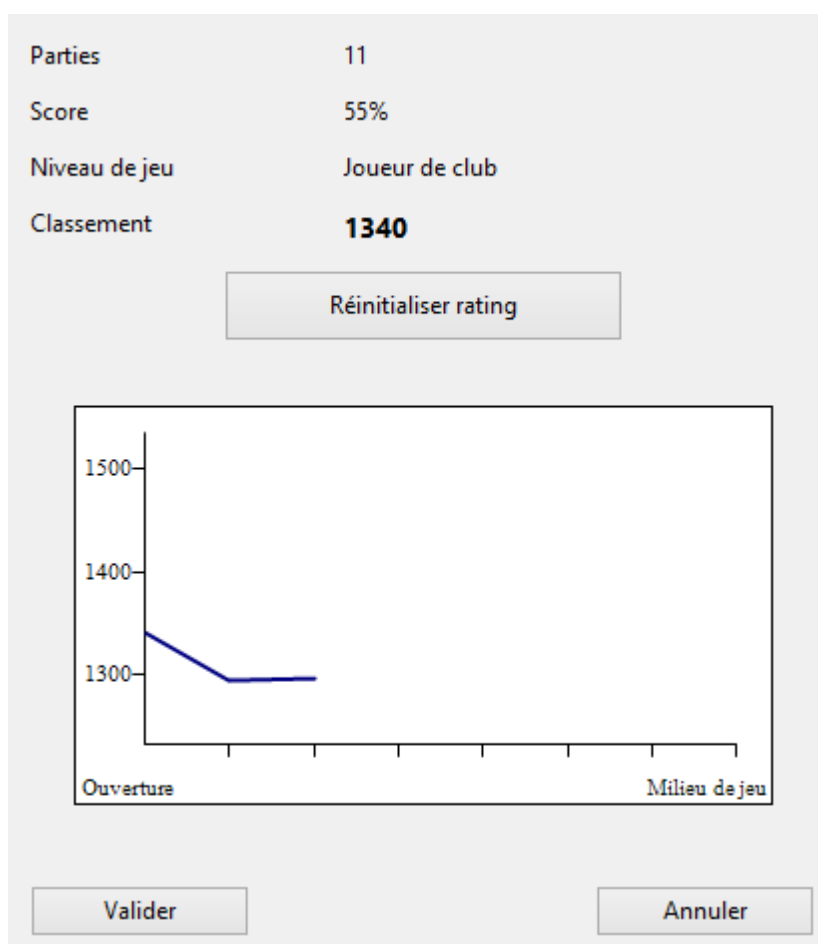 Parties 11
Score 55%
Niveau de jeu Joueur de club
Classement 1340
Réinitialiser rating
1500
1400
1300
Ouverture Milieu de jeu
Valider Annuler